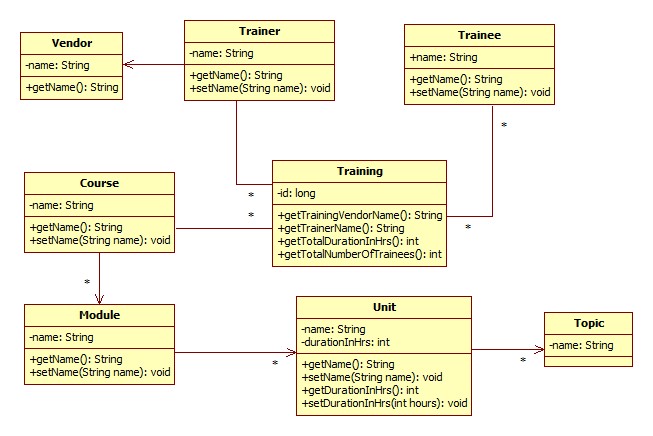 Vendor
-name: String
+getName(): String
Trainer
-name: String
+getName(): String
+setName(String name): void
Trainee
+name: String
+getName(): String
+setName(String name): void
*
*
*
*
Training
-id: long
+getTrainingVendorName(): String
+getTrainerName(): String
+getTotalDurationInHrs(): int
+getTotalNumberOfTrainees(): int
Course
-name: String
+getName(): String
+setName(String name): void
*
Module
-name: String
+getName(): String
+setName(String name): void
*
Unit
-name: String
-durationInHrs: int
+getName(): String
+setName(String name): void
+getDurationInHrs(): int
+setDurationInHrs(int hours): void
*
Topic
-name: String